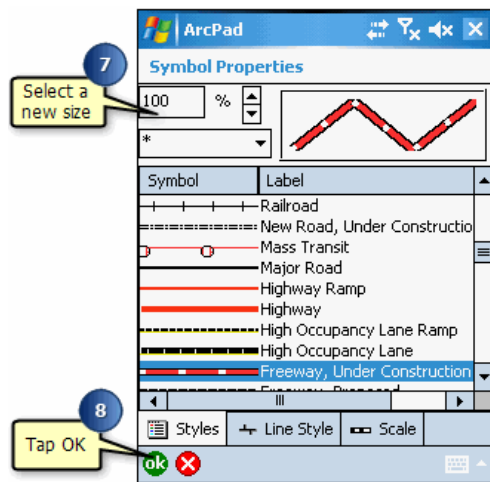 ArcPad
7
Symbol Properties
Select a
new size
100 %
*
Symbol Label
Railroad
New Road, Under Constructio
Mass Transit
Major Road
Highway Ramp
Highway
High Occupancy Lane Ramp
High Occupancy Lane
Freeway, Under Construction
Freeway, Proposed
8
Styles Line Style Scale
Tap OK
ok